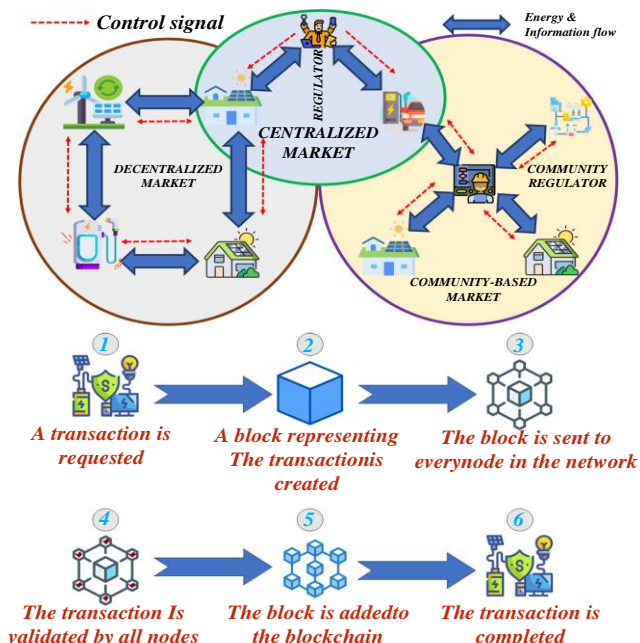 Control signal
Energy &
Information flow
REGULATOR
CENTRALIZED
MARKET
DECENTRALIZED
MARKET
COMMUNITY
REGULATOR
COMMUNITY-BASED
MARKET
1
2
3
A transaction is
requested
A block representing
The transactionis
created
The block is sent to
everynode in the network
4
5
6
The transaction Is
validated by all nodes
The block is addedto
the blockchain
The transaction is
completed